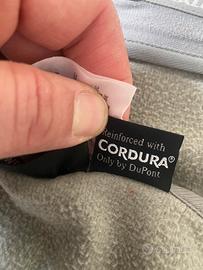 Reinforced with
CORDURA®
Only by DuPont